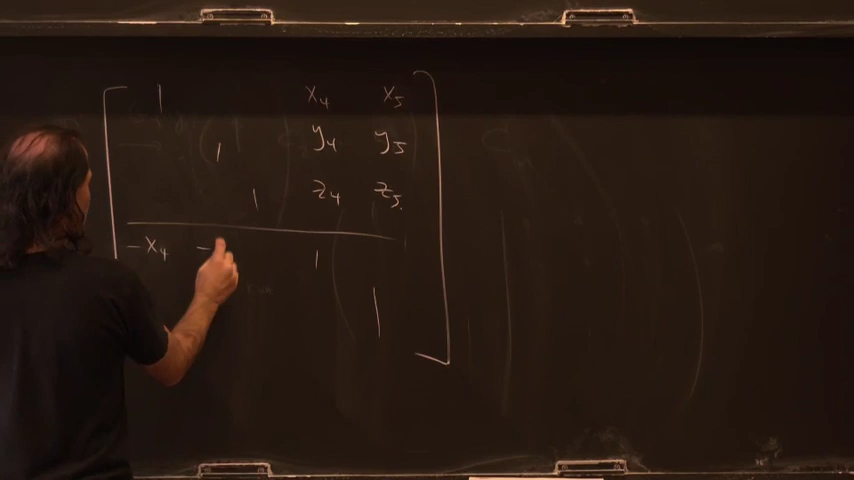 1 x₄ x₅
1 y₄ y₅
1 z₄ z₅
-x₄ - 1
1